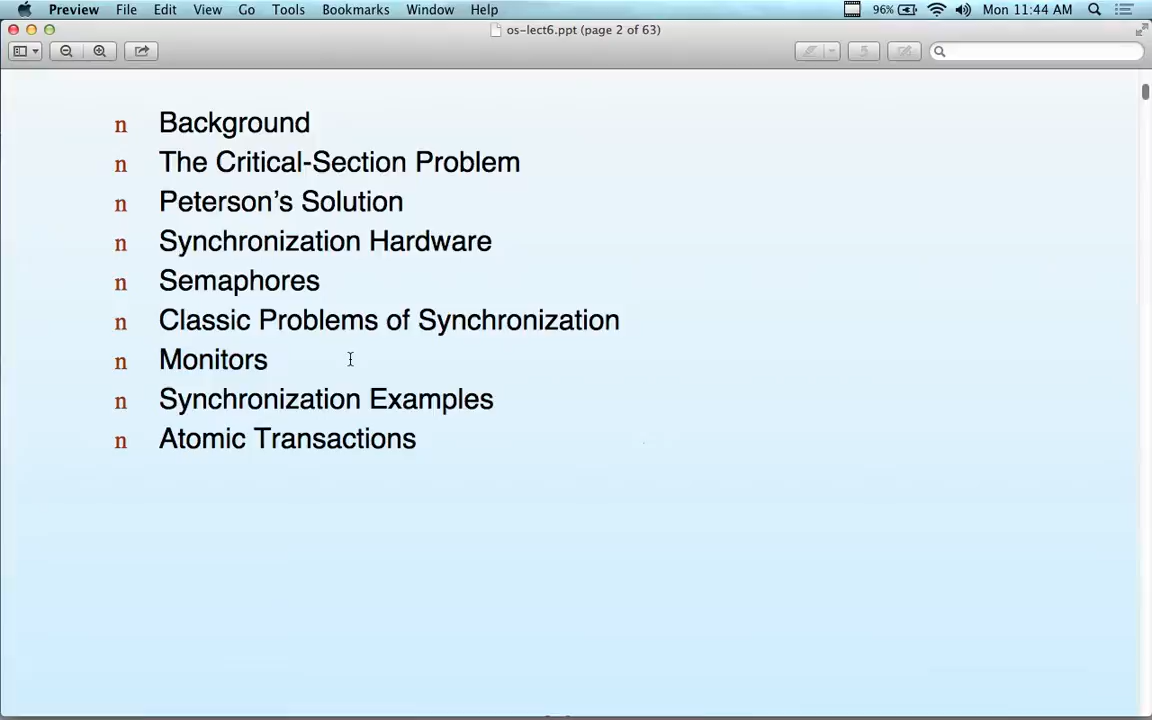 Preview File Edit View Go Tools Bookmarks Window Help 96% Mon 11:44 AM
os-lect6.ppt (page 2 of 63)
n Background
n The Critical-Section Problem
n Peterson's Solution
n Synchronization Hardware
n Semaphores
n Classic Problems of Synchronization
n Monitors
n Synchronization Examples
n Atomic Transactions